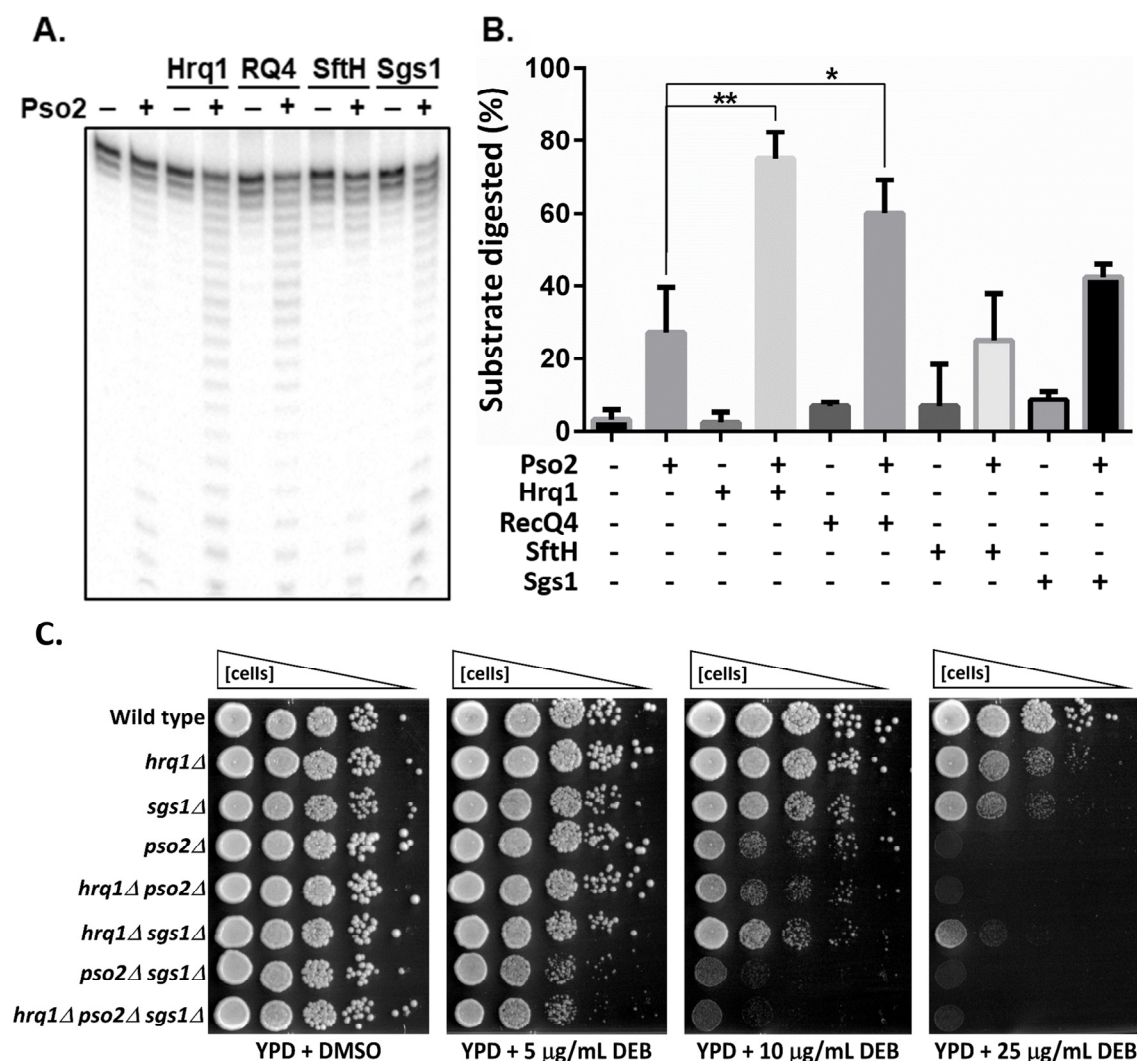 A.
Hrq1 RQ4 SftH Sgs1
Pso2 – + – + – + – + – +
B.
Substrate digested (%)
100
80
60
40
20
0
**
*
Pso2 - + - + - + - + - +
Hrq1 - - + + - - - - - -
RecQ4 - - - - + + - - - -
SftH - - - - - - + + - -
Sgs1 - - - - - - - - + +
C.
[cells] [cells] [cells] [cells]
Wild type
hrq1Δ
sgs1Δ
pso2Δ
hrq1Δ pso2Δ
hrq1Δ sgs1Δ
pso2Δ sgs1Δ
hrq1Δ pso2Δ sgs1Δ
YPD + DMSO YPD + 5 μg/mL DEB YPD + 10 μg/mL DEB YPD + 25 μg/mL DEB